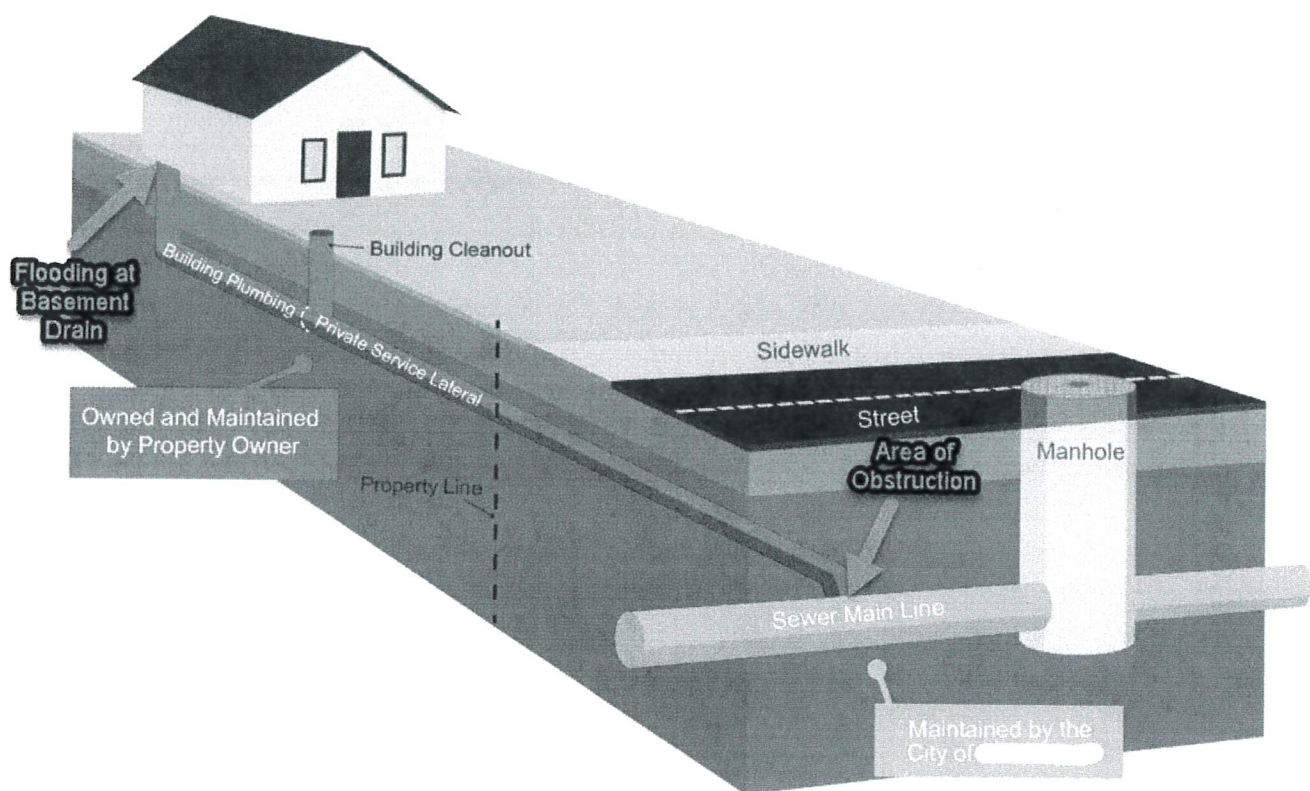 Building Cleanout
Flooding at
Basement
Drain
Building Plumbing
Private Service Lateral
Sidewalk
Owned and Maintained
by Property Owner
Street
Area of
Obstruction
Manhole
Property Line
Sewer Main Line
Maintained by the
City of